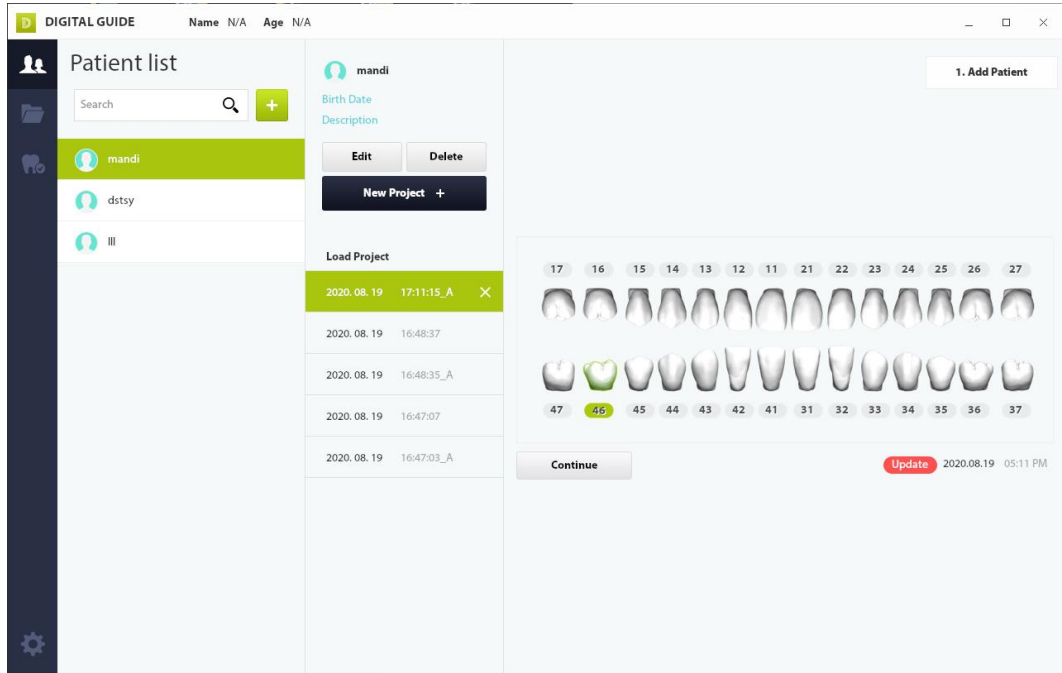 D DIGITAL GUIDE Name N/A Age N/A
Patient list
Search
+
mandi
dstsy
lll
mandi
Birth Date
Description
Edit Delete
New Project +
Load Project
2020. 08. 19 17:11:15_A
2020. 08. 19 16:48:37
2020. 08. 19 16:48:35_A
2020. 08. 19 16:47:07
2020. 08. 19 16:47:03_A
1. Add Patient
17 16 15 14 13 12 11 21 22 23 24 25 26 27
47 46 45 44 43 42 41 31 32 33 34 35 36 37
Continue
Update 2020.08.19 05:11 PM